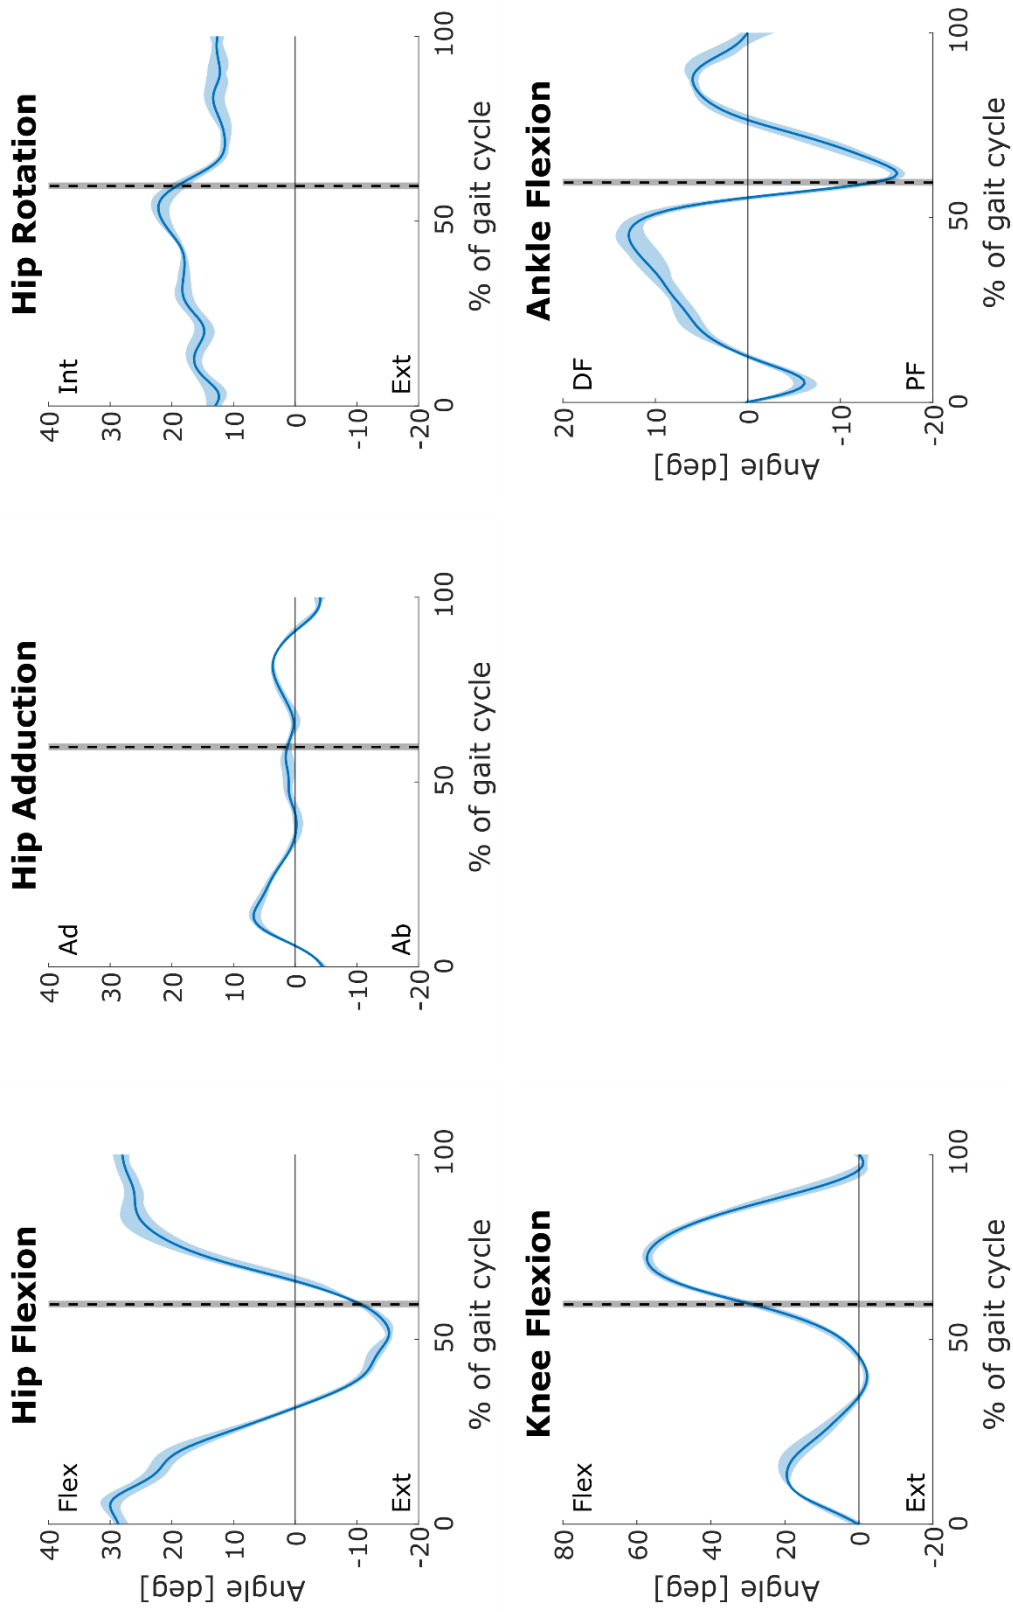 Hip Flexion
Flex
Ext
40
30
20
10
0
-10
-20
Angle [deg]
0
50
100
% of gait cycle
Hip Adduction
Ad
Ab
40
30
20
10
0
-10
-20
0
50
100
% of gait cycle
Hip Rotation
Int
Ext
40
30
20
10
0
-10
-20
0
50
100
% of gait cycle
Knee Flexion
Flex
Ext
80
60
40
20
0
-20
Angle [deg]
0
50
100
% of gait cycle
Ankle Flexion
DF
PF
20
10
0
-10
-20
Angle [deg]
0
50
100
% of gait cycle